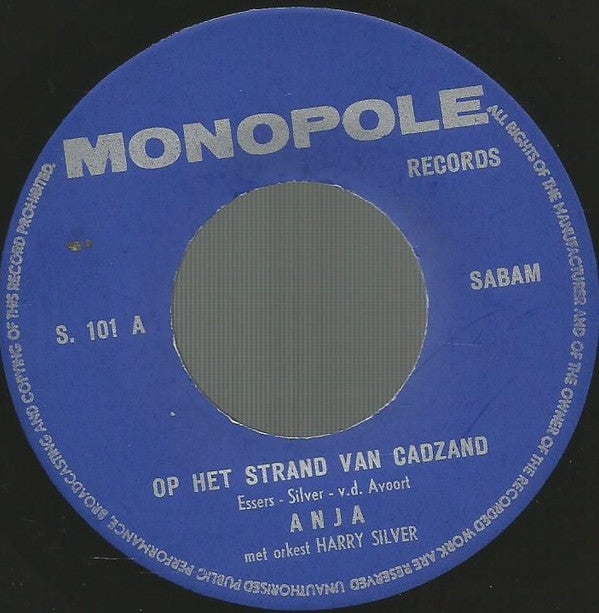 MONOPOLE
RECORDS
SABAM
S. 101 A
OP HET STRAND VAN CADZAND
Essers - Silver - v.d. Avoort
ANJA
met orkest HARRY SILVER
ALL RIGHTS OF THE MANUFACTURER AND OF THE OWNER OF THE RECORDED WORK ARE RESERVED UNAUTHORISED PUBLIC PERFORMANCE, BROADCASTING AND COPYING OF THIS RECORD PROHIBITED.